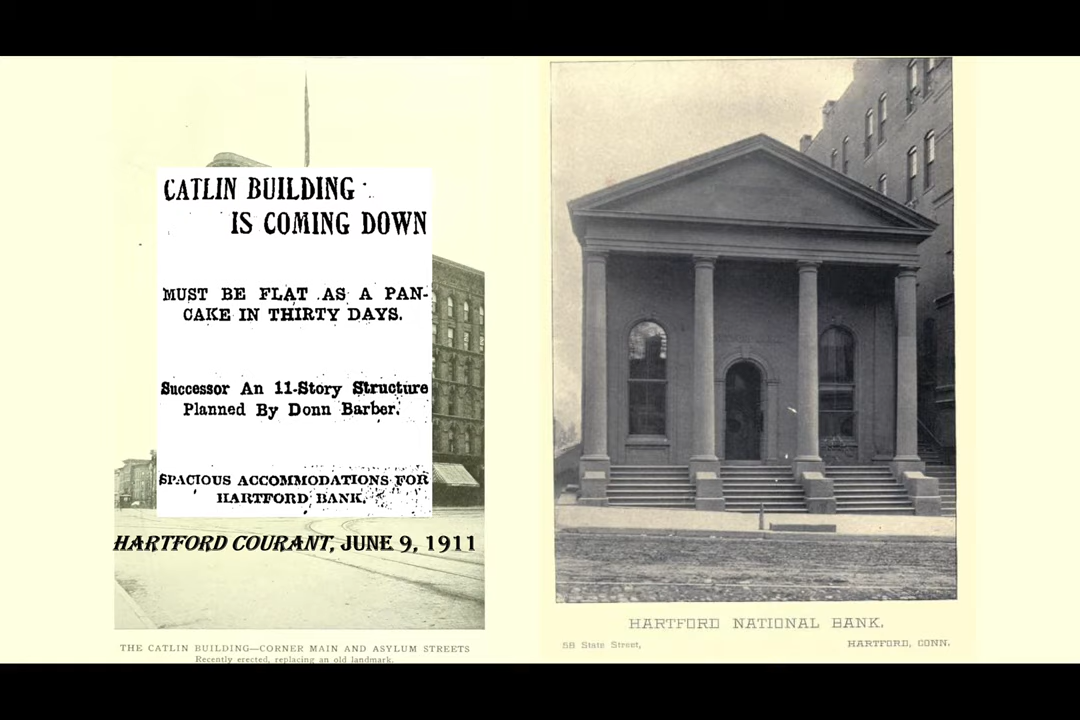 CATLIN BUILDING
IS COMING DOWN
MUST BE FLAT AS A PAN-
CAKE IN THIRTY DAYS.
Successor An 11-Story Structure
Planned By Donn Barber.
SPACIOUS ACCOMMODATIONS FOR
HARTFORD BANK.
HARTFORD COURANT, JUNE 9, 1911
THE CATLIN BUILDING—CORNER MAIN AND ASYLUM STREETS
Recently erected, replacing an old landmark.
HARTFORD NATIONAL BANK.
58 State Street, HARTFORD, CONN.